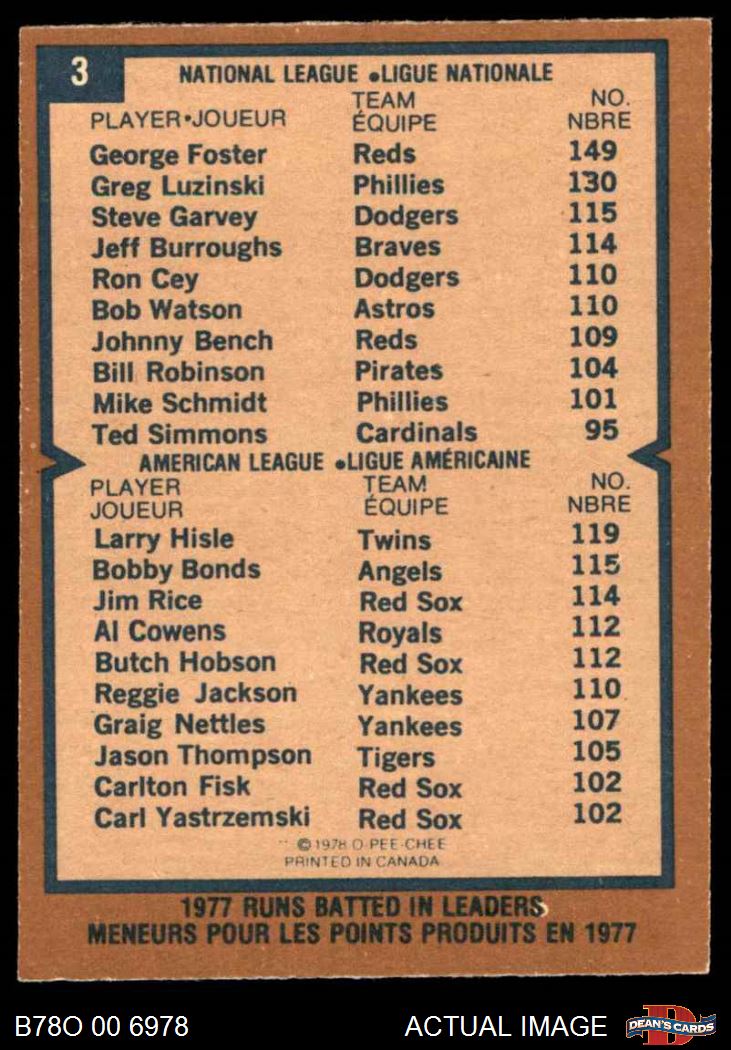 3
NATIONAL LEAGUE •LIGUE NATIONALE
PLAYER•JOUEUR TEAM ÉQUIPE NO. NBRE
George Foster Reds 149
Greg Luzinski Phillies 130
Steve Garvey Dodgers 115
Jeff Burroughs Braves 114
Ron Cey Dodgers 110
Bob Watson Astros 110
Johnny Bench Reds 109
Bill Robinson Pirates 104
Mike Schmidt Phillies 101
Ted Simmons Cardinals 95
AMERICAN LEAGUE •LIGUE AMÉRICAINE
PLAYER TEAM NO.
JOUEUR ÉQUIPE NBRE
Larry Hisle Twins 119
Bobby Bonds Angels 115
Jim Rice Red Sox 114
Al Cowens Royals 112
Butch Hobson Red Sox 112
Reggie Jackson Yankees 110
Graig Nettles Yankees 107
Jason Thompson Tigers 105
Carlton Fisk Red Sox 102
Carl Yastrzemski Red Sox 102
© 1978 O-PEE-CHEE
PRINTED IN CANADA
1977 RUNS BATTED IN LEADERS
MENEURS POUR LES POINTS PRODUITS EN 1977
B78O 00 6978 ACTUAL IMAGE DEAN'S CARDS